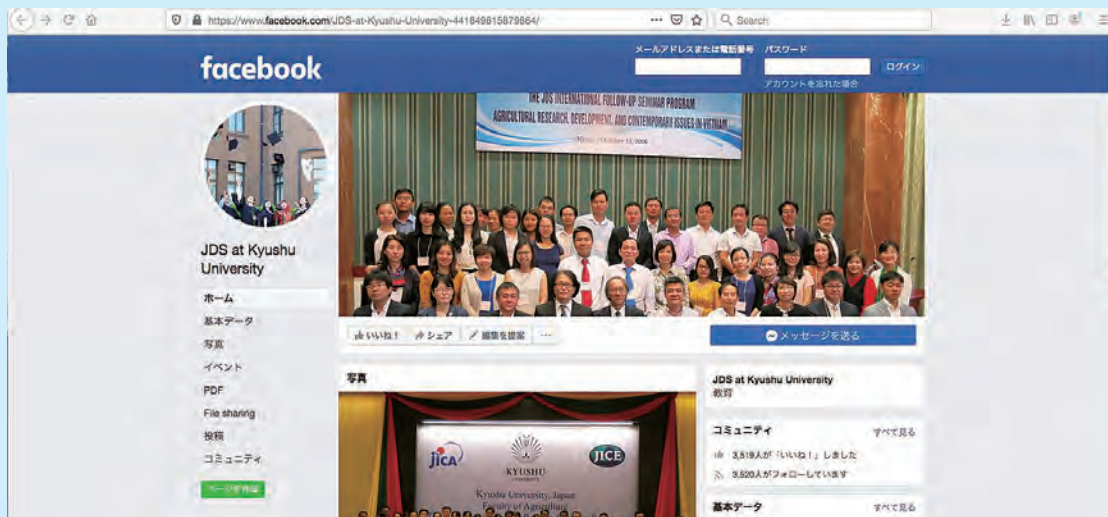 https://www.facebook.com/JDS-at-Kyushu-University-441849815879864/
Search
facebook
メールアドレスまたは電話番号
パスワード
ログイン
アカウントを忘れた場合
THE JDS INTERNATIONAL FOLLOW-UP SEMINAR PROGRAM
AGRICULTURAL RESEARCH, DEVELOPMENT, AND CONTEMPORARY ISSUES IN VIETNAM
JDS at Kyushu
University
ホーム
基本データ
写真
イベント
PDF
File sharing
投稿
コミュニティ
ページを作成
いいね！
シェア
編集を提案
メッセージを送る
写真
jica
KYUSHU
UNIVERSITY
JICE
Kyushu University, Japan
Faculty of Agriculture
JDS at Kyushu University
教育
コミュニティ
すべて見る
3,519人が「いいね！」しました
3,520人がフォローしています
基本データ
すべて見る